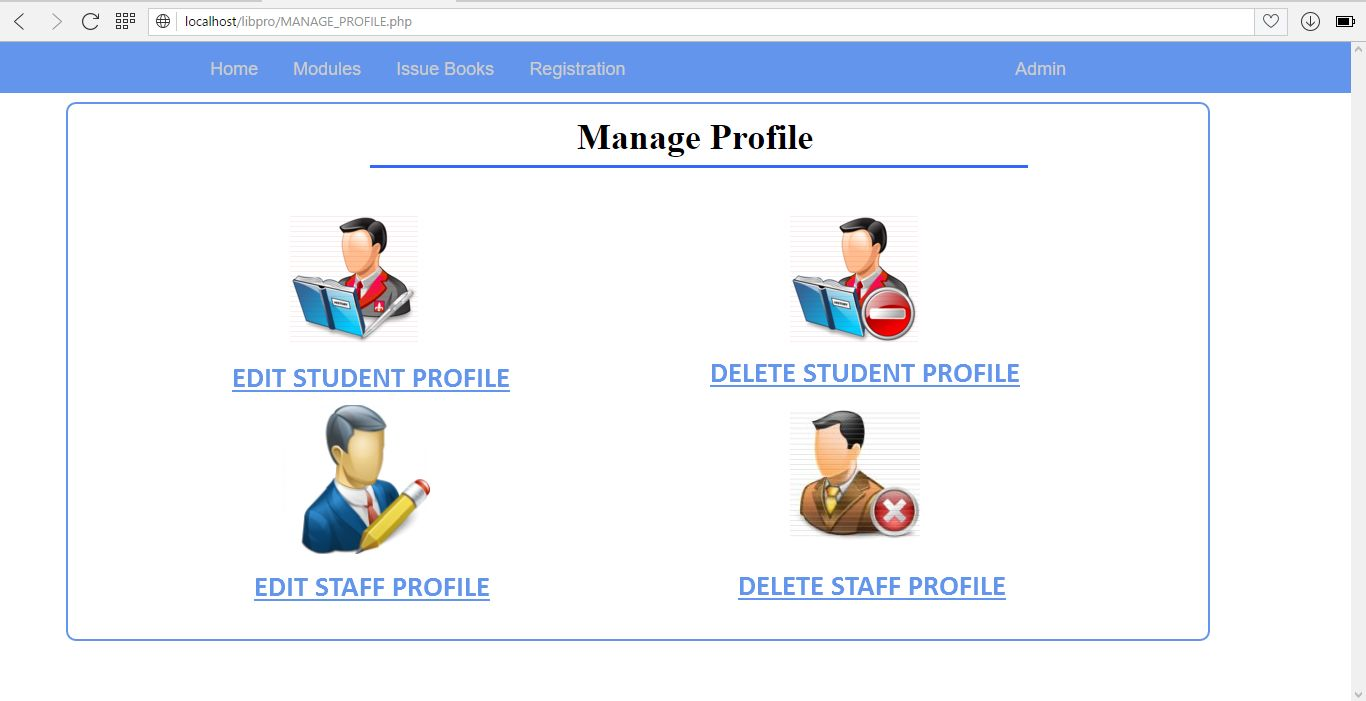 localhost/libpro/MANAGE_PROFILE.php
Home Modules Issue Books Registration Admin
Manage Profile
EDIT STUDENT PROFILE DELETE STUDENT PROFILE
EDIT STAFF PROFILE DELETE STAFF PROFILE